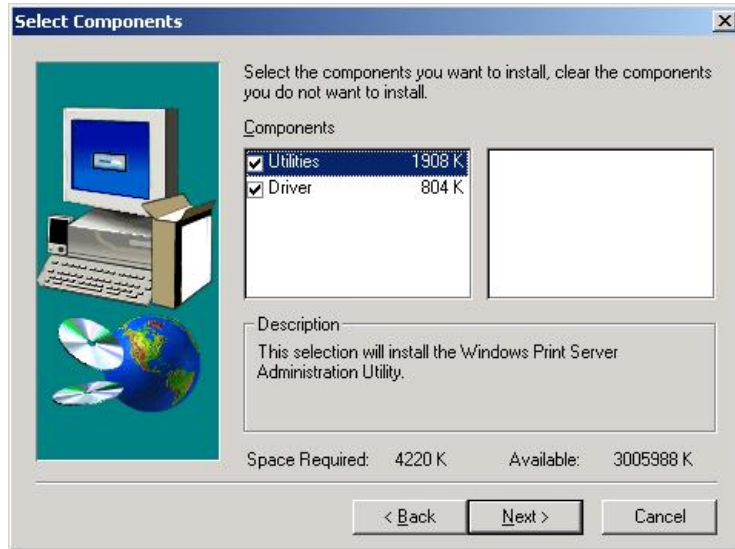 Select Components
Select the components you want to install, clear the components
you do not want to install.
Components
Utilities 1908 K
Driver 804 K
Description
This selection will install the Windows Print Server
Administration Utility.
Space Required: 4220 K Available: 3005988 K
< Back Next > Cancel